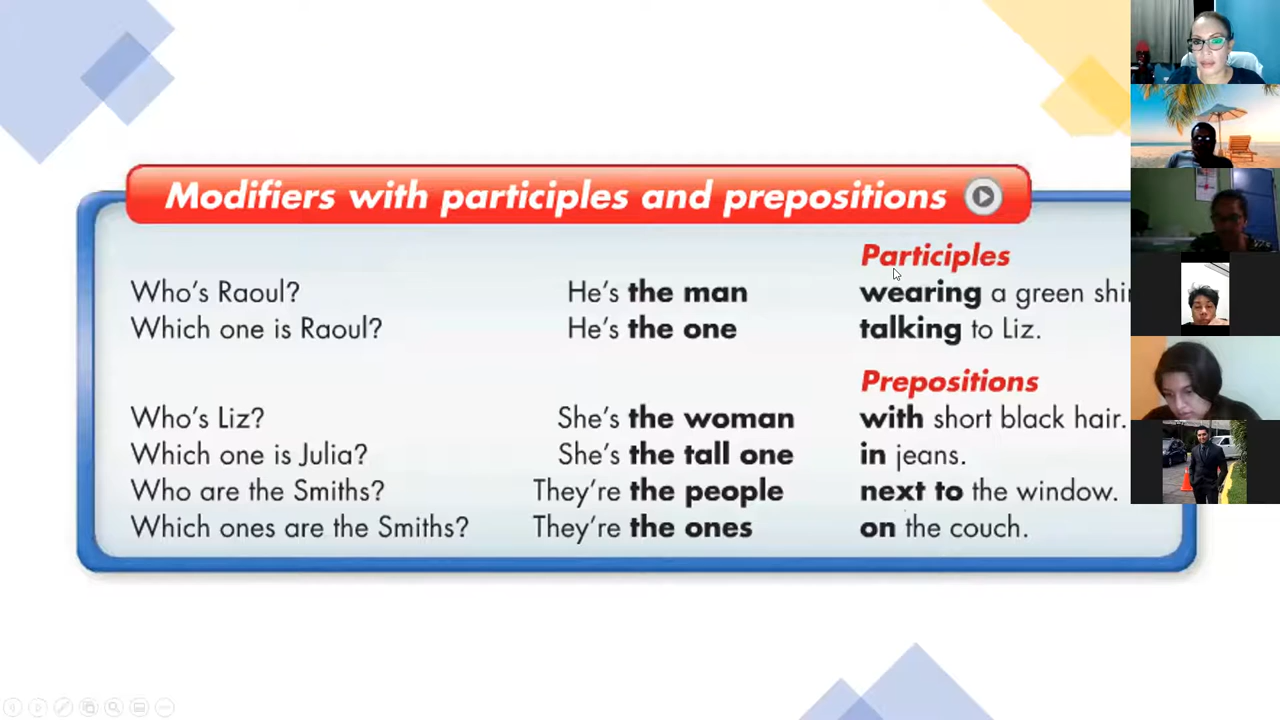 Modifiers with participles and prepositions
Participles
Who's Raoul? He's the man wearing a green
Which one is Raoul? He's the one talking to Liz.
Prepositions
Who's Liz? She's the woman with short black hair.
Which one is Julia? She's the tall one in jeans.
Who are the Smiths? They're the people next to the window.
Which ones are the Smiths? They're the ones on the couch.